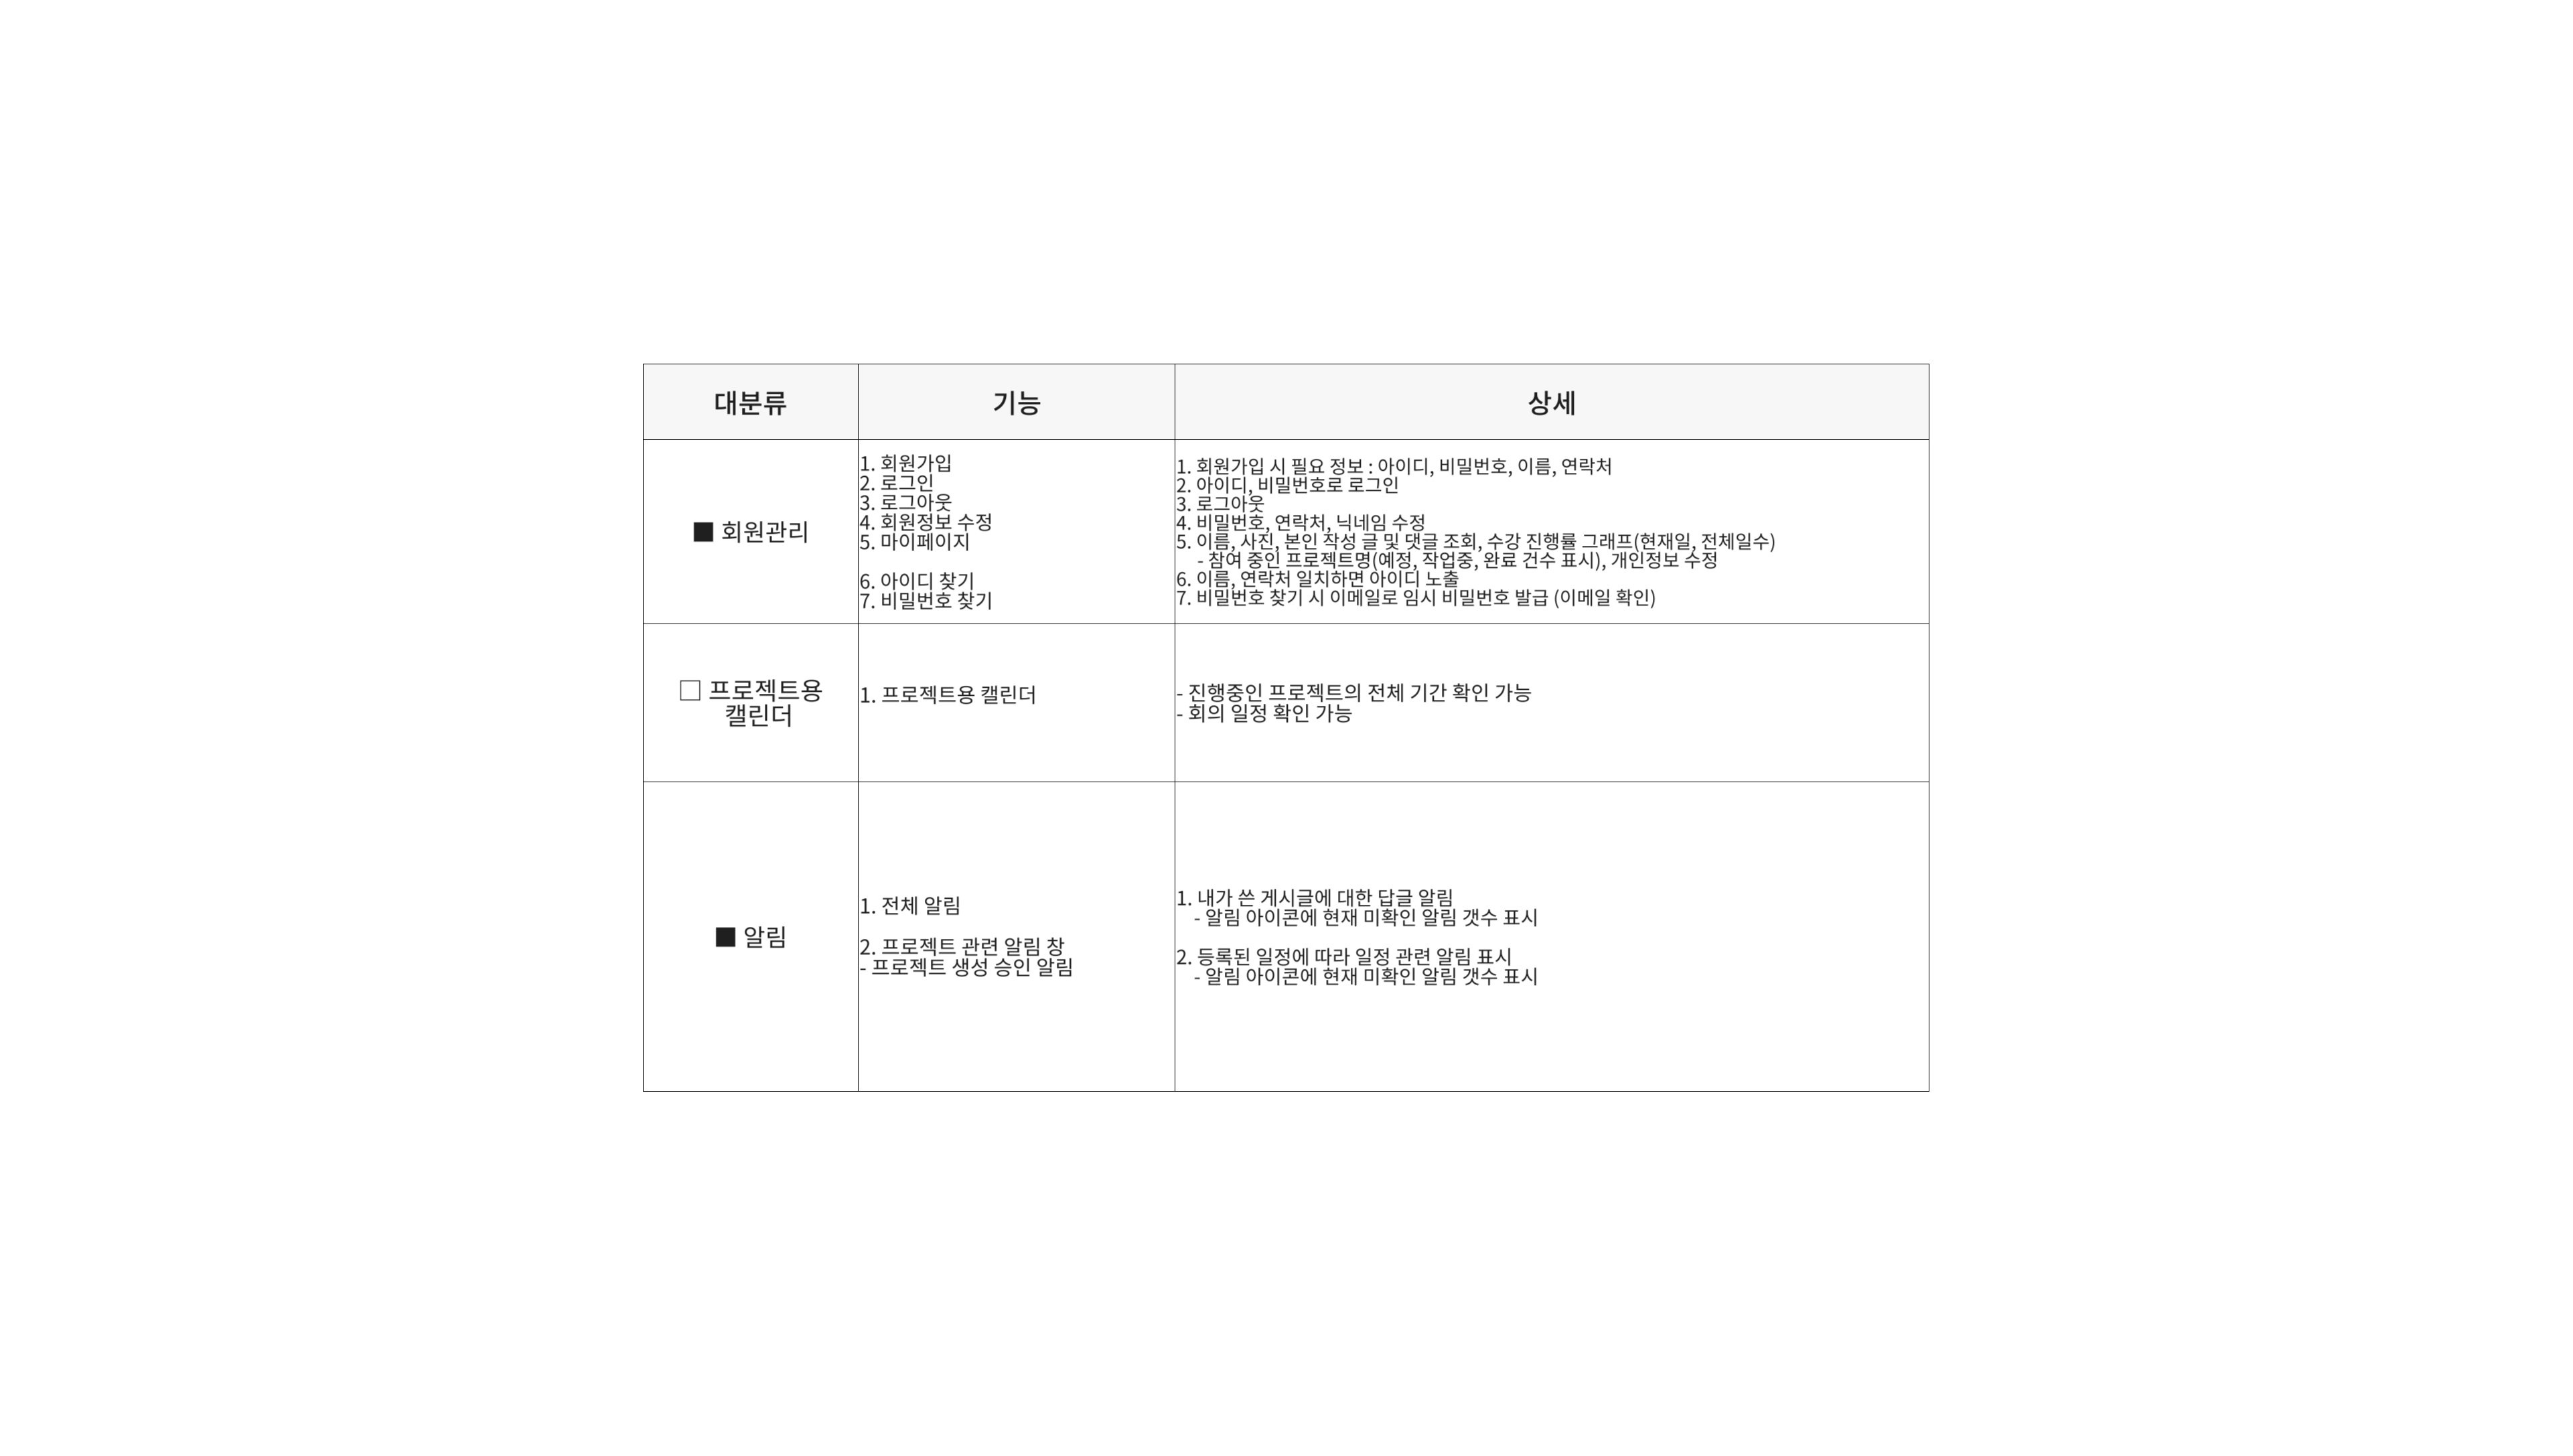 대분류
기능
상세
■ 회원관리
1. 회원가입
2. 로그인
3. 로그아웃
4. 회원정보 수정
5. 마이페이지
6. 아이디 찾기
7. 비밀번호 찾기
1. 회원가입 시 필요 정보 : 아이디, 비밀번호, 이름, 연락처
2. 아이디, 비밀번호로 로그인
3. 로그아웃
4. 비밀번호, 연락처, 닉네임 수정
5. 이름, 사진, 본인 작성 글 및 댓글 조회, 수강 진행률 그래프(현재일, 전체일수)
- 참여 중인 프로젝트명(예정, 작업중, 완료 건수 표시), 개인정보 수정
6. 이름, 연락처 일치하면 아이디 노출
7. 비밀번호 찾기 시 이메일로 임시 비밀번호 발급 (이메일 확인)
□ 프로젝트용
캘린더
1. 프로젝트용 캘린더
- 진행중인 프로젝트의 전체 기간 확인 가능
- 회의 일정 확인 가능
■ 알림
1. 전체 알림
2. 프로젝트 관련 알림 창
- 프로젝트 생성 승인 알림
1. 내가 쓴 게시글에 대한 답글 알림
- 알림 아이콘에 현재 미확인 알림 갯수 표시
2. 등록된 일정에 따라 일정 관련 알림 표시
- 알림 아이콘에 현재 미확인 알림 갯수 표시